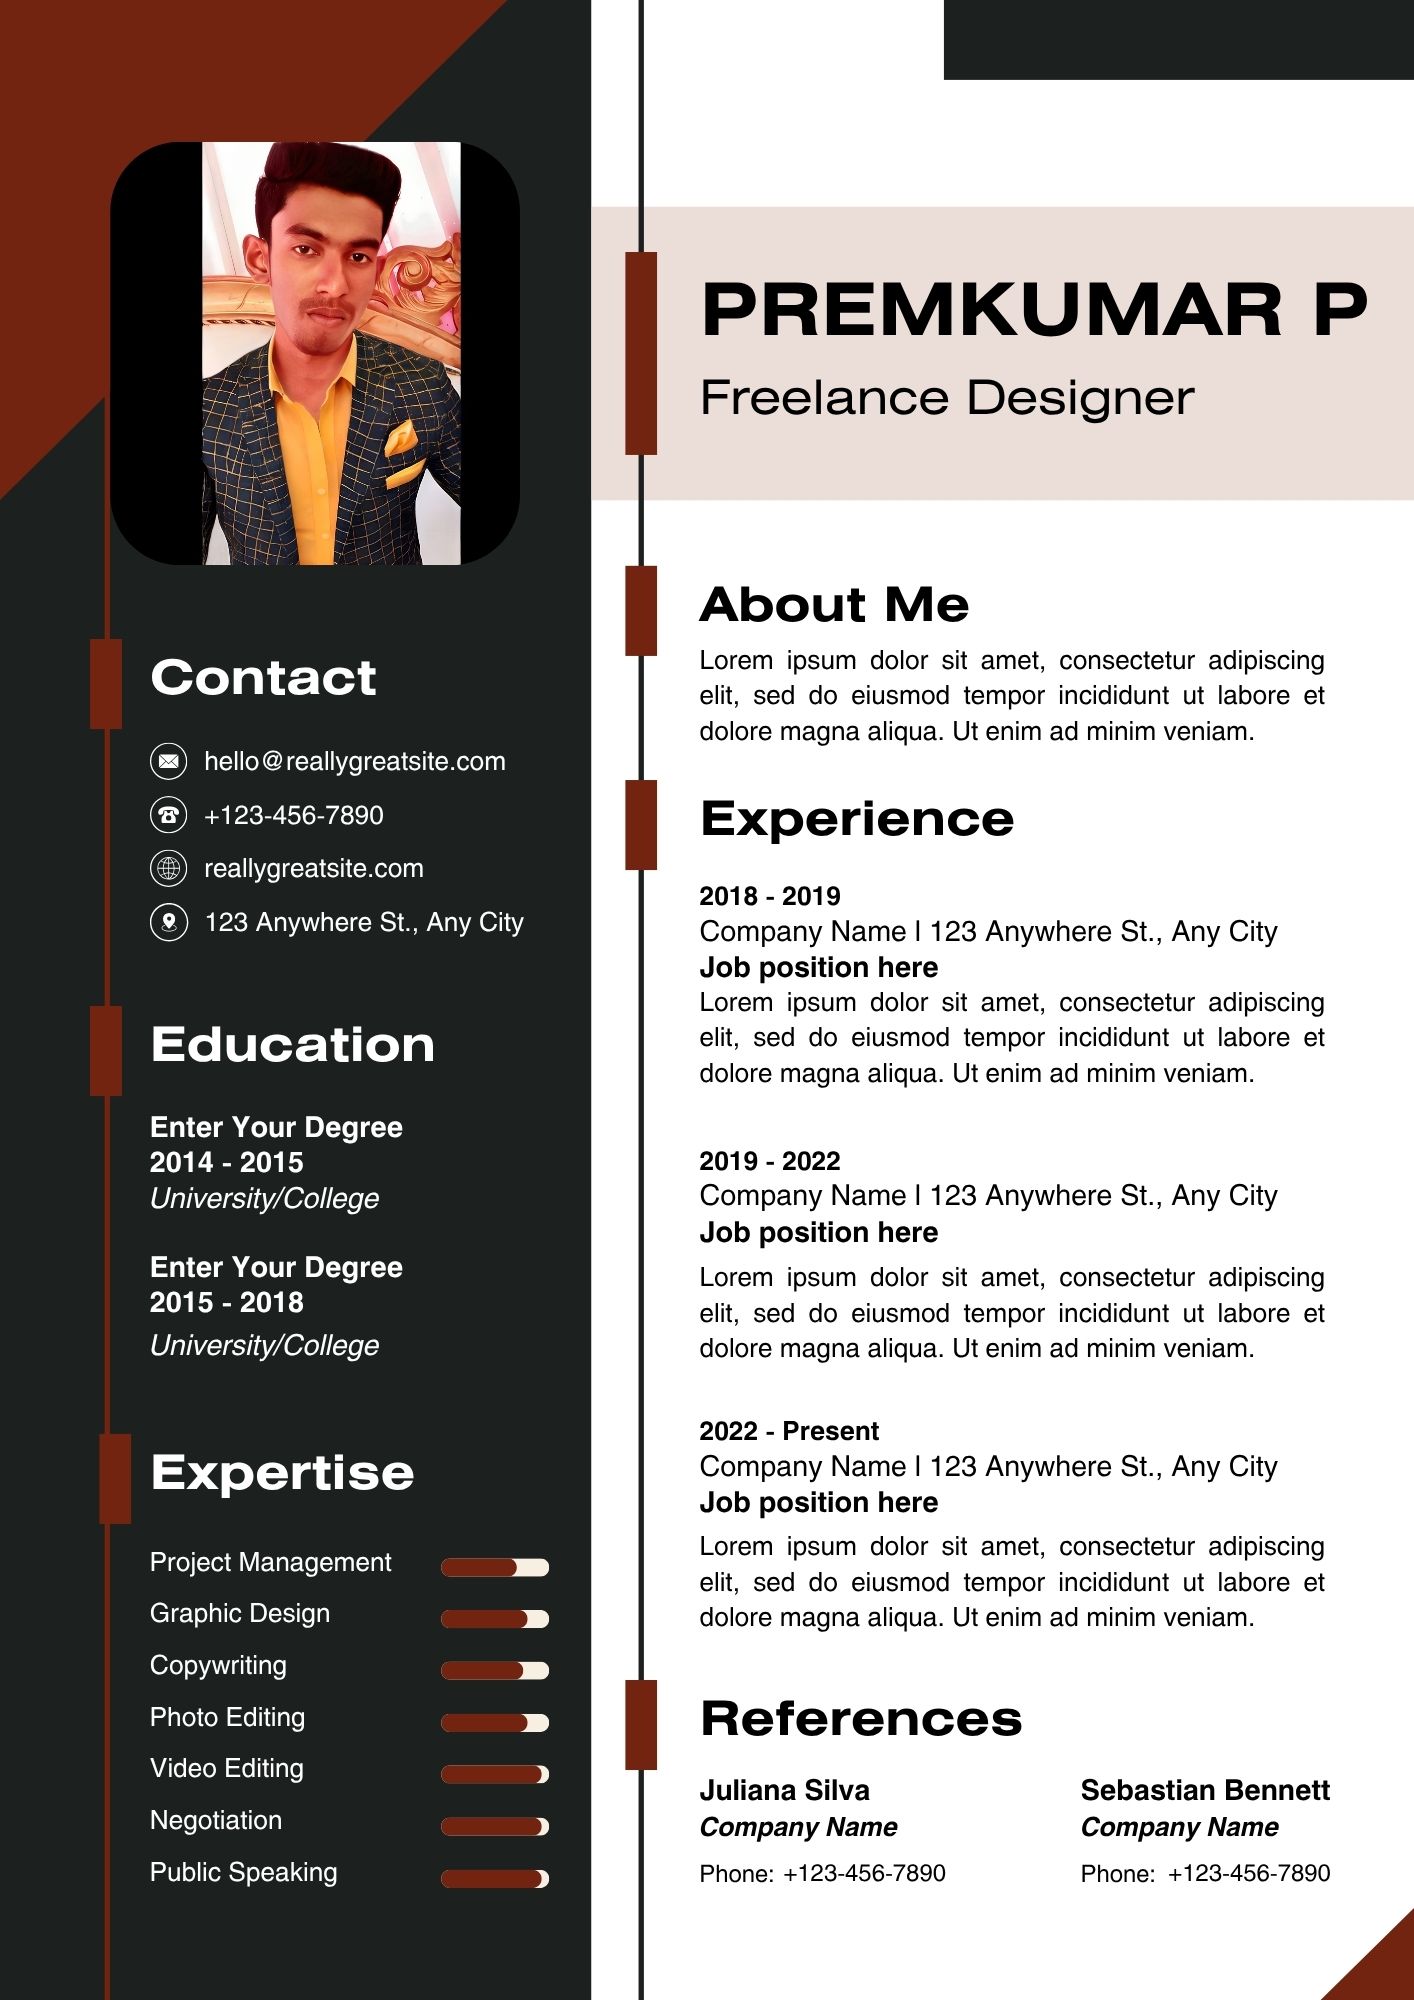 PREMKUMAR P
Freelance Designer
Contact
hello@reallygreatsite.com
+123-456-7890
reallygreatsite.com
123 Anywhere St., Any City
Education
Enter Your Degree
2014 - 2015
University/College
Enter Your Degree
2015 - 2018
University/College
Expertise
Project Management
Graphic Design
Copywriting
Photo Editing
Video Editing
Negotiation
Public Speaking
About Me
Lorem ipsum dolor sit amet, consectetur adipiscing
elit, sed do eiusmod tempor incididunt ut labore et
dolore magna aliqua. Ut enim ad minim veniam.
Experience
2018 - 2019
Company Name l 123 Anywhere St., Any City
Job position here
Lorem ipsum dolor sit amet, consectetur adipiscing
elit, sed do eiusmod tempor incididunt ut labore et
dolore magna aliqua. Ut enim ad minim veniam.
2019 - 2022
Company Name l 123 Anywhere St., Any City
Job position here
Lorem ipsum dolor sit amet, consectetur adipiscing
elit, sed do eiusmod tempor incididunt ut labore et
dolore magna aliqua. Ut enim ad minim veniam.
2022 - Present
Company Name l 123 Anywhere St., Any City
Job position here
Lorem ipsum dolor sit amet, consectetur adipiscing
elit, sed do eiusmod tempor incididunt ut labore et
dolore magna aliqua. Ut enim ad minim veniam.
References
Juliana Silva
Company Name
Phone: +123-456-7890
Sebastian Bennett
Company Name
Phone: +123-456-7890